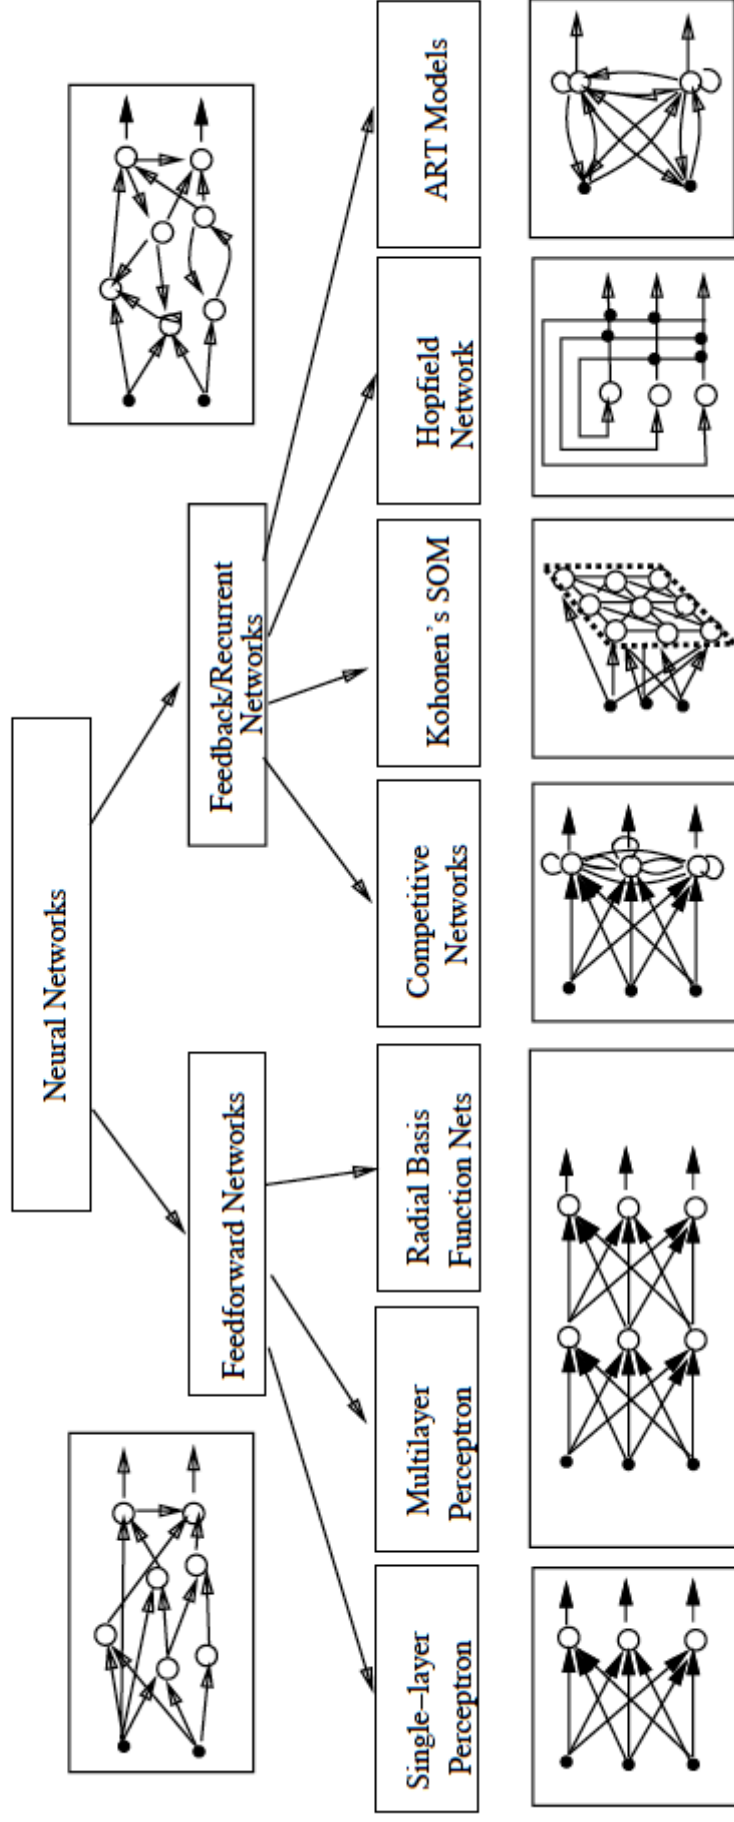 Neural Networks
Feedforward Networks
Feedback/Recurrent
Networks
Single-layer
Perceptron
Multilayer
Perceptron
Radial Basis
Function Nets
Competitive
Networks
Kohonen's SOM
Hopfield
Network
ART Models